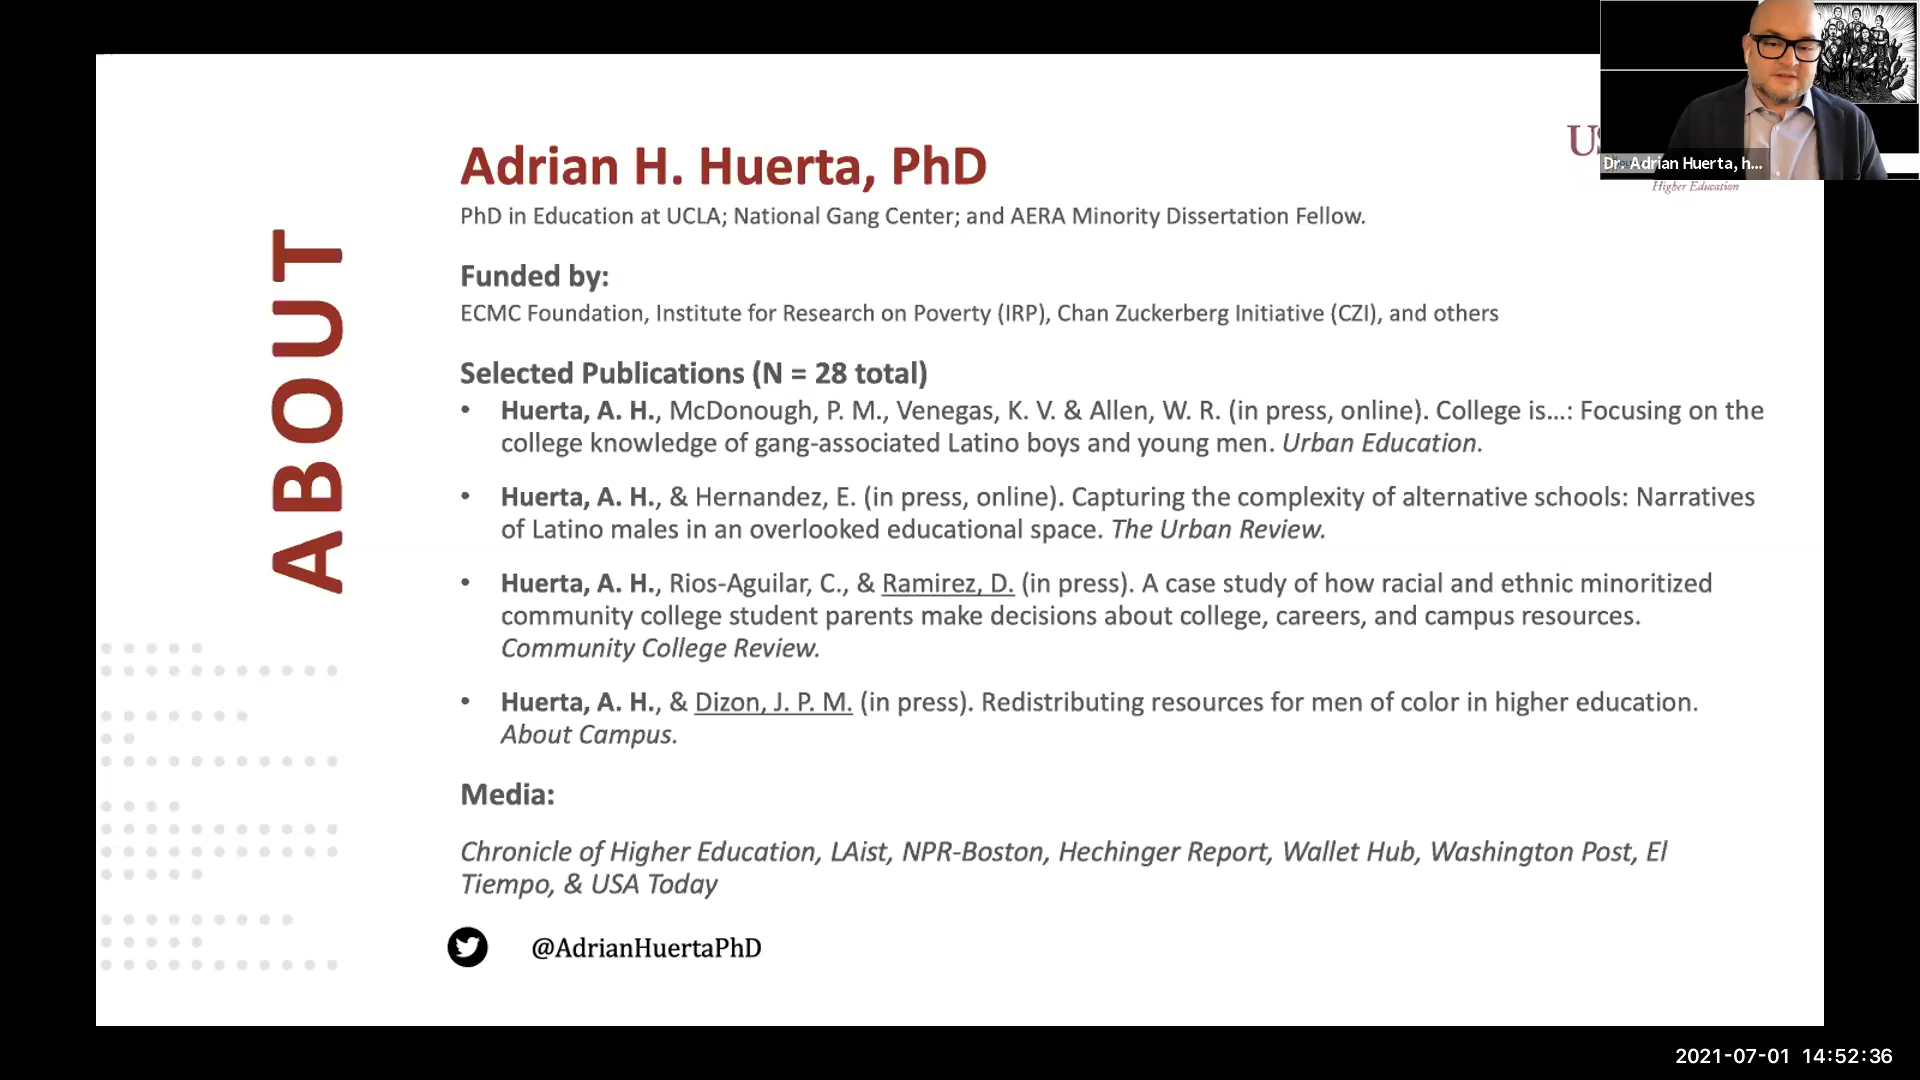 Adrian H. Huerta, PhD
PhD in Education at UCLA; National Gang Center; and AERA Minority Dissertation Fellow.
ABOUT
Funded by:
ECMC Foundation, Institute for Research on Poverty (IRP), Chan Zuckerberg Initiative (CZI), and others
Selected Publications (N = 28 total)
• Huerta, A. H., McDonough, P. M., Venegas, K. V. & Allen, W. R. (in press, online). College is...: Focusing on the
college knowledge of gang-associated Latino boys and young men. Urban Education.
• Huerta, A. H., & Hernandez, E. (in press, online). Capturing the complexity of alternative schools: Narratives
of Latino males in an overlooked educational space. The Urban Review.
• Huerta, A. H., Rios-Aguilar, C., & Ramirez, D. (in press). A case study of how racial and ethnic minoritized
community college student parents make decisions about college, careers, and campus resources.
Community College Review.
• Huerta, A. H., & Dizon, J. P. M. (in press). Redistributing resources for men of color in higher education.
About Campus.
Media:
Chronicle of Higher Education, LAist, NPR-Boston, Hechinger Report, Wallet Hub, Washington Post, El
Tiempo, & USA Today
@AdrianHuertaPhD
Dr. Adrian Huerta, h...
Higher Education
2021-07-01 14:52:36